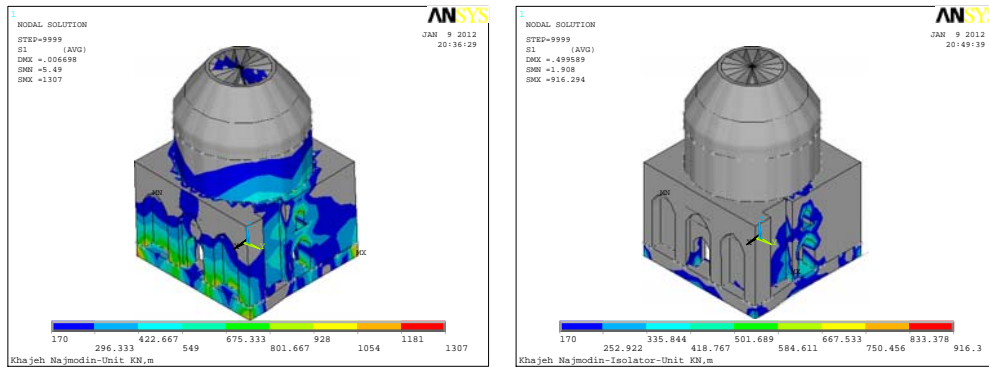 1
NODAL SOLUTION
STEP=9999
S1 (AVG)
DMX =.006698
SMN =5.49
SMX =1307
ANSYS
JAN 9 2012
20:36:29
MN
MX
170 422.667 675.333 928 1181
296.333 549 801.667 1054 1307
Khajeh Najmodin-Unit KN,m
1
NODAL SOLUTION
STEP=9999
S1 (AVG)
DMX =.499589
SMN =1.908
SMX =916.294
ANSYS
JAN 9 2012
20:49:39
MN
MX
170 335.844 501.689 667.533 833.378
252.922 418.767 584.611 750.456 916.3
Khajeh Najmodin-Isolator-Unit KN,m